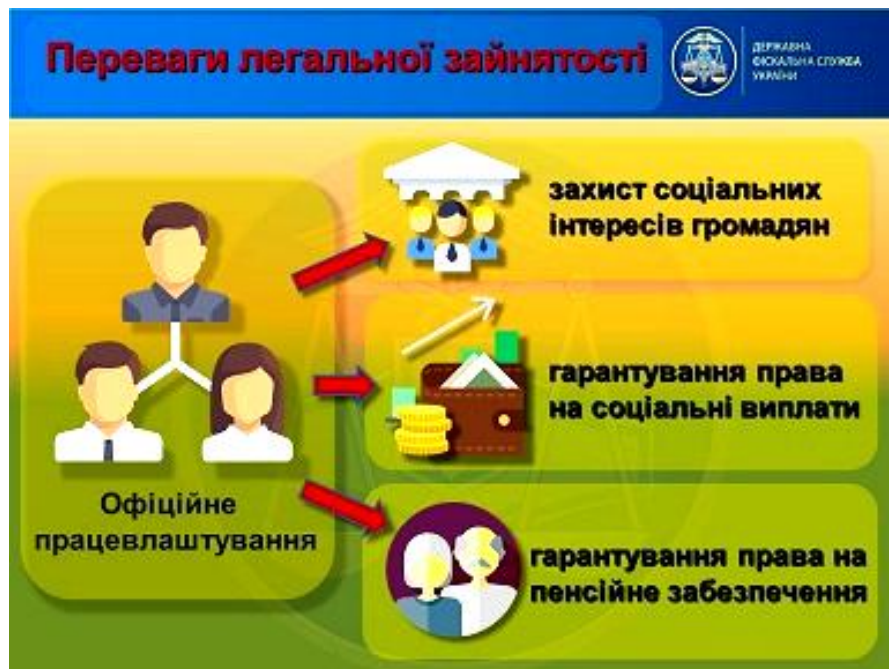 Переваги легальної зайнятості
ДЕРЖАВНА
ФІСКАЛЬНА СЛУЖБА
УКРАЇНИ
Офіційне
працевлаштування
захист соціальних
інтересів громадян
гарантування права
на соціальні виплати
гарантування права на
пенсійне забезпечення